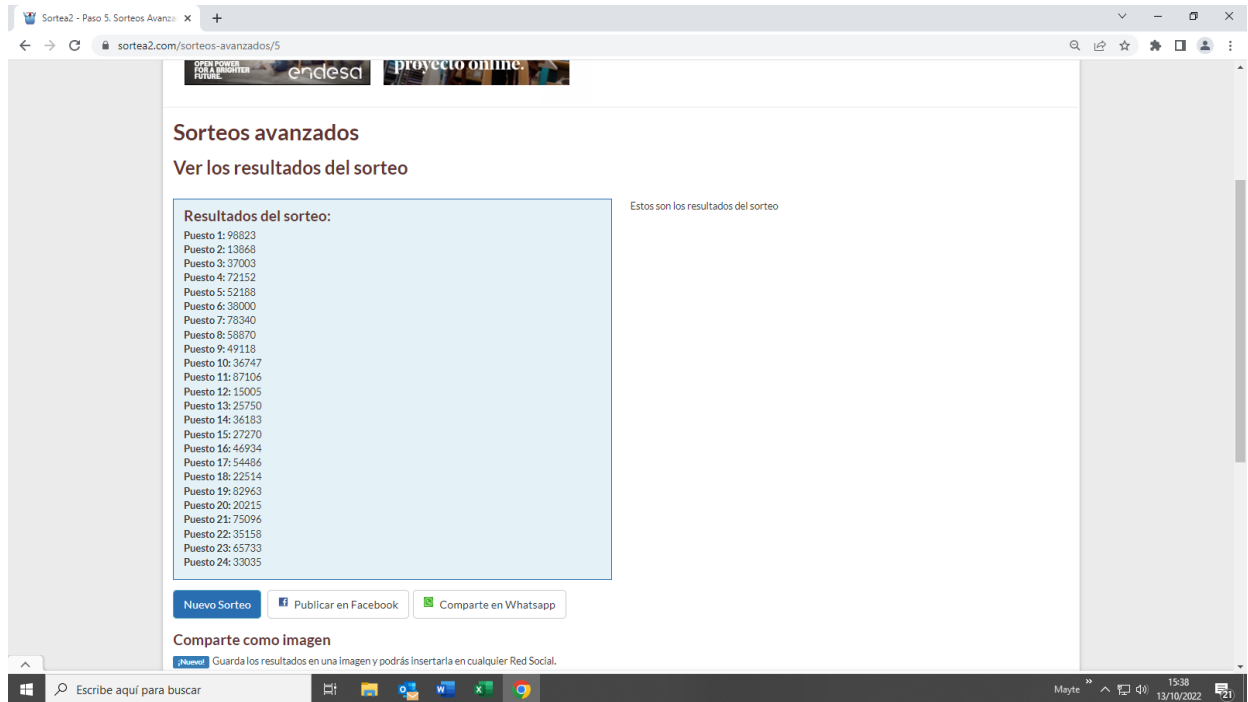 Sortea2 - Paso 5. Sorteos Avanza
sortea2.com/sorteos-avanzados/5
OPEN POWER
FOR A BRIGHTER
FUTURE.
endesa
proyecto online.
Sorteos avanzados
Ver los resultados del sorteo
Resultados del sorteo:
Puesto 1: 98823
Puesto 2: 13868
Puesto 3: 37003
Puesto 4: 72152
Puesto 5: 52188
Puesto 6: 38000
Puesto 7: 78340
Puesto 8: 58870
Puesto 9: 49118
Puesto 10: 36747
Puesto 11: 87106
Puesto 12: 15005
Puesto 13: 25750
Puesto 14: 36183
Puesto 15: 27270
Puesto 16: 46934
Puesto 17: 54486
Puesto 18: 22514
Puesto 19: 82963
Puesto 20: 20215
Puesto 21: 75096
Puesto 22: 35158
Puesto 23: 65733
Puesto 24: 33035
Estos son los resultados del sorteo
Nuevo Sorteo
Publicar en Facebook
Comparte en Whatsapp
Comparte como imagen
¡Nuevo! Guarda los resultados en una imagen y podrás insertarla en cualquier Red Social.
Escribe aquí para buscar
Mayte
15:38
13/10/2022
21